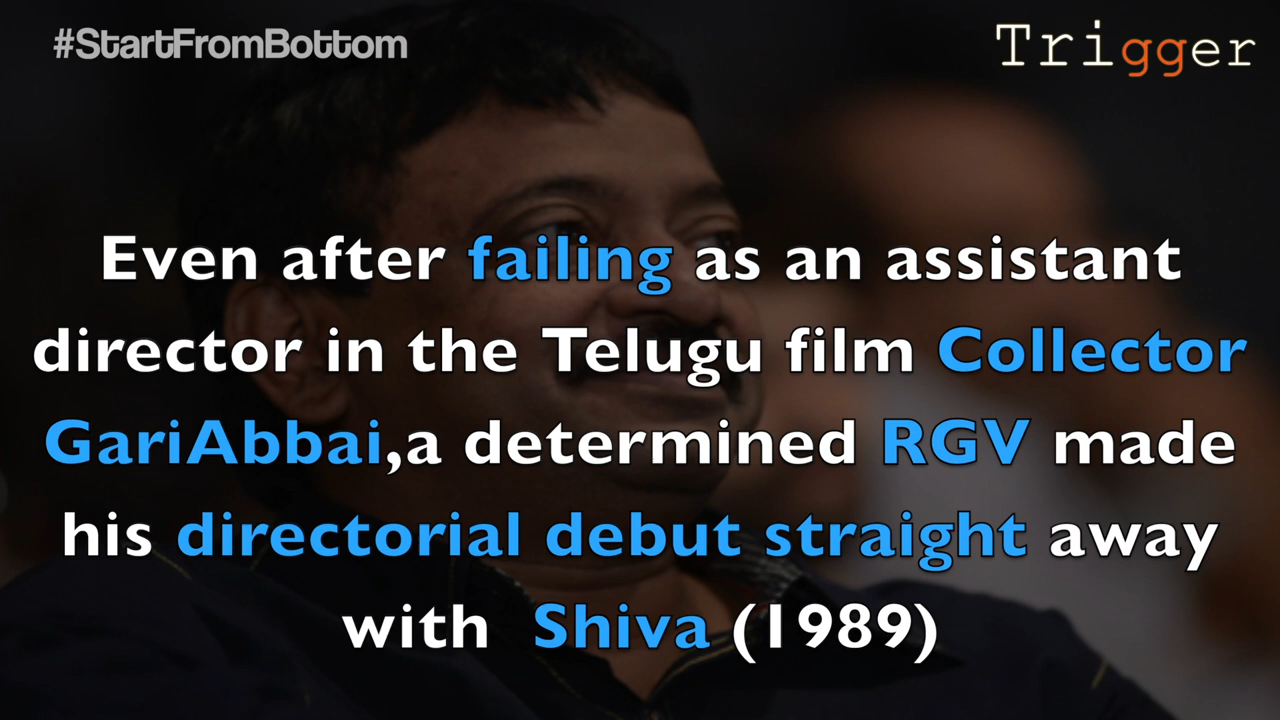 #StartFromBottom
Trigger
Even after failing as an assistant
director in the Telugu film Collector
GariAbbai,a determined RGV made
his directorial debut straight away
with Shiva (1989)